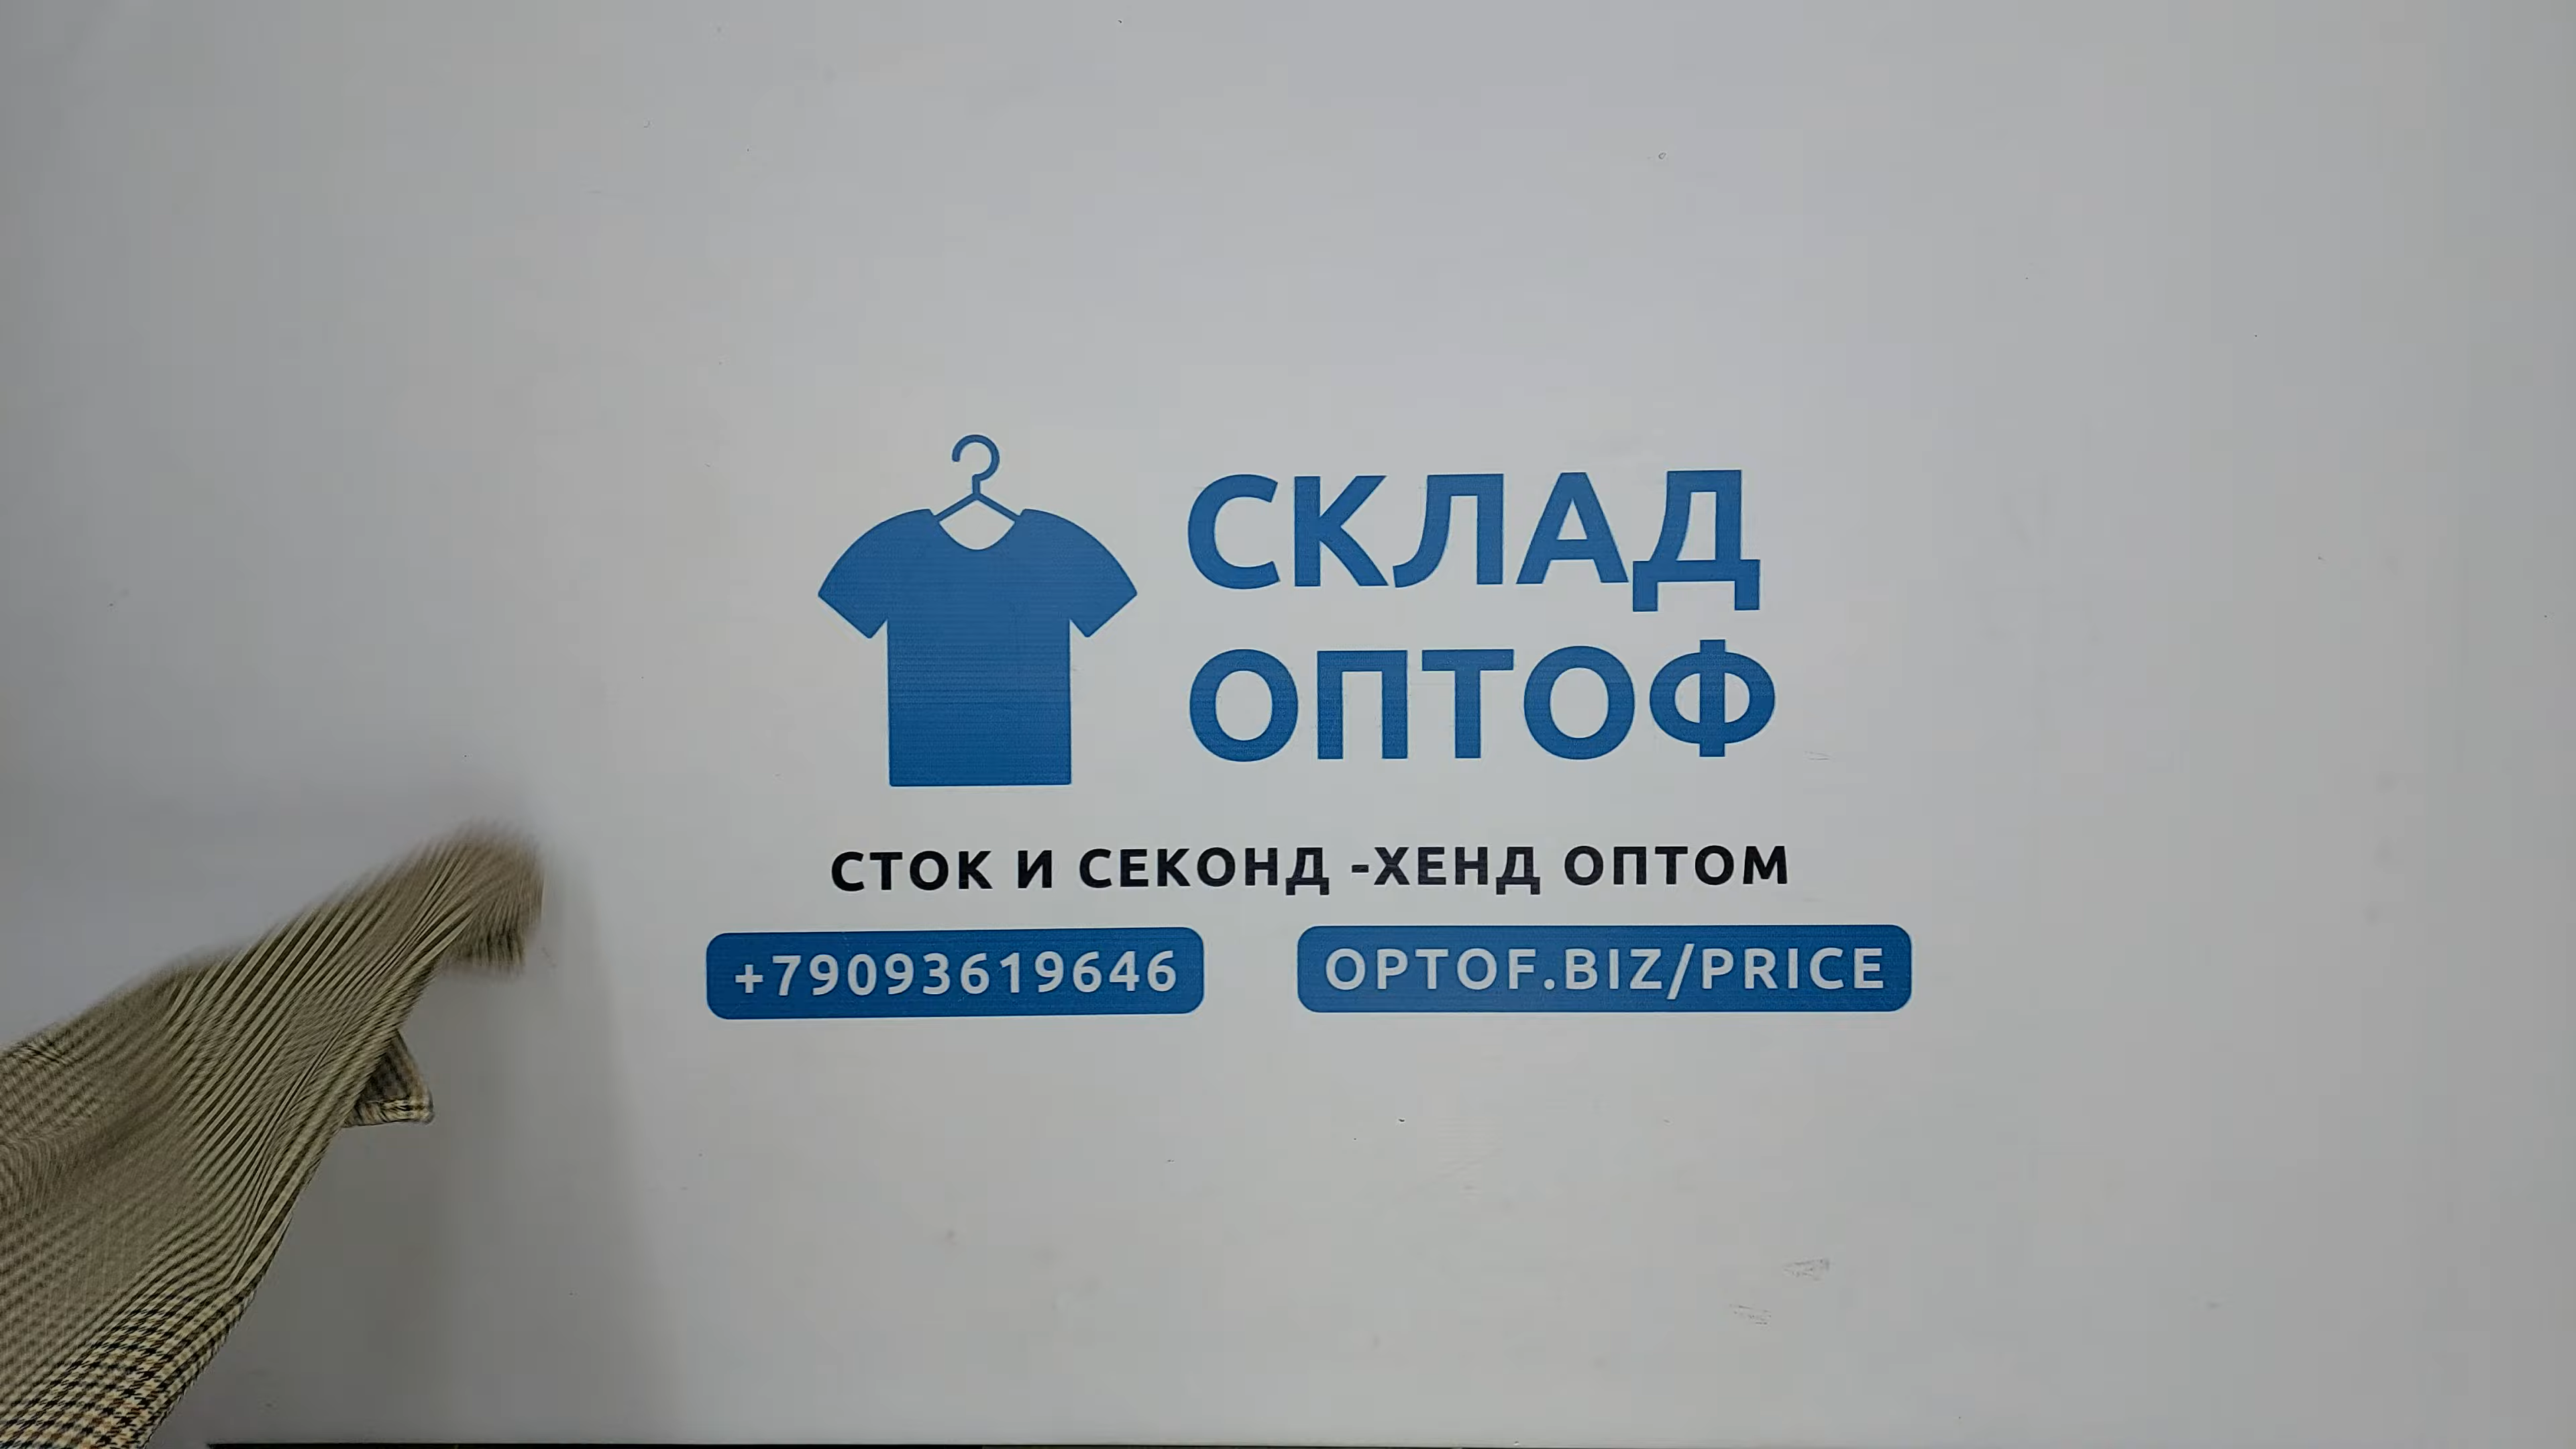 СКЛАД
ОПТОФ
СТОК И СЕКОНД -ХЕНД ОПТОМ
+79093619646
OPTOF.BIZ/PRICE